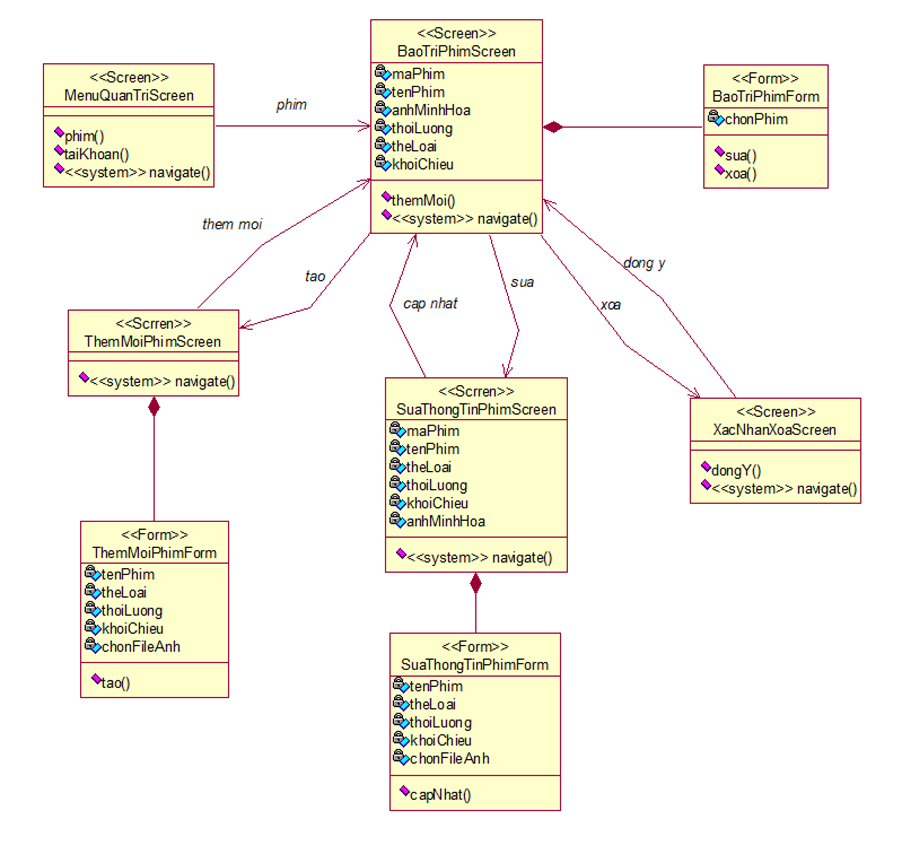 <<Screen>>
BaoTriPhimScreen
maPhim
tenPhim
anhMinhHoa
thoiLuong
theLoai
khoiChieu
themMoi()
<<system>> navigate()
<<Screen>>
MenuQuanTriScreen
phim()
taiKhoan()
<<system>> navigate()
phim
<<Form>>
BaoTriPhimForm
chonPhim
sua()
xoa()
them moi
tao
cap nhat
sua
xoa
dong y
<<Scrren>>
ThemMoiPhimScreen
<<system>> navigate()
<<Scrren>>
SuaThongTinPhimScreen
maPhim
tenPhim
theLoai
thoiLuong
khoiChieu
anhMinhHoa
<<system>> navigate()
<<Screen>>
XacNhanXoaScreen
dongY()
<<system>> navigate()
<<Form>>
ThemMoiPhimForm
tenPhim
theLoai
thoiLuong
khoiChieu
chonFileAnh
tao()
<<Form>>
SuaThongTinPhimForm
tenPhim
theLoai
thoiLuong
khoiChieu
chonFileAnh
capNhat()